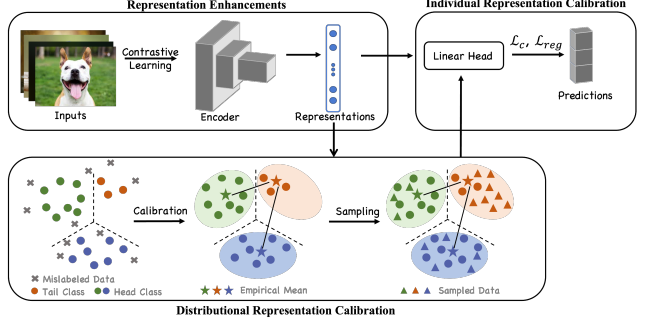 Representation Enhancements
Individual Representation Calibration
Contrastive
Learning
Inputs
Encoder
Representations
Linear Head
ℒc, ℒreg
Predictions
Calibration
Sampling
Mislabeled Data
Tail Class
Head Class
Empirical Mean
Sampled Data
Distributional Representation Calibration